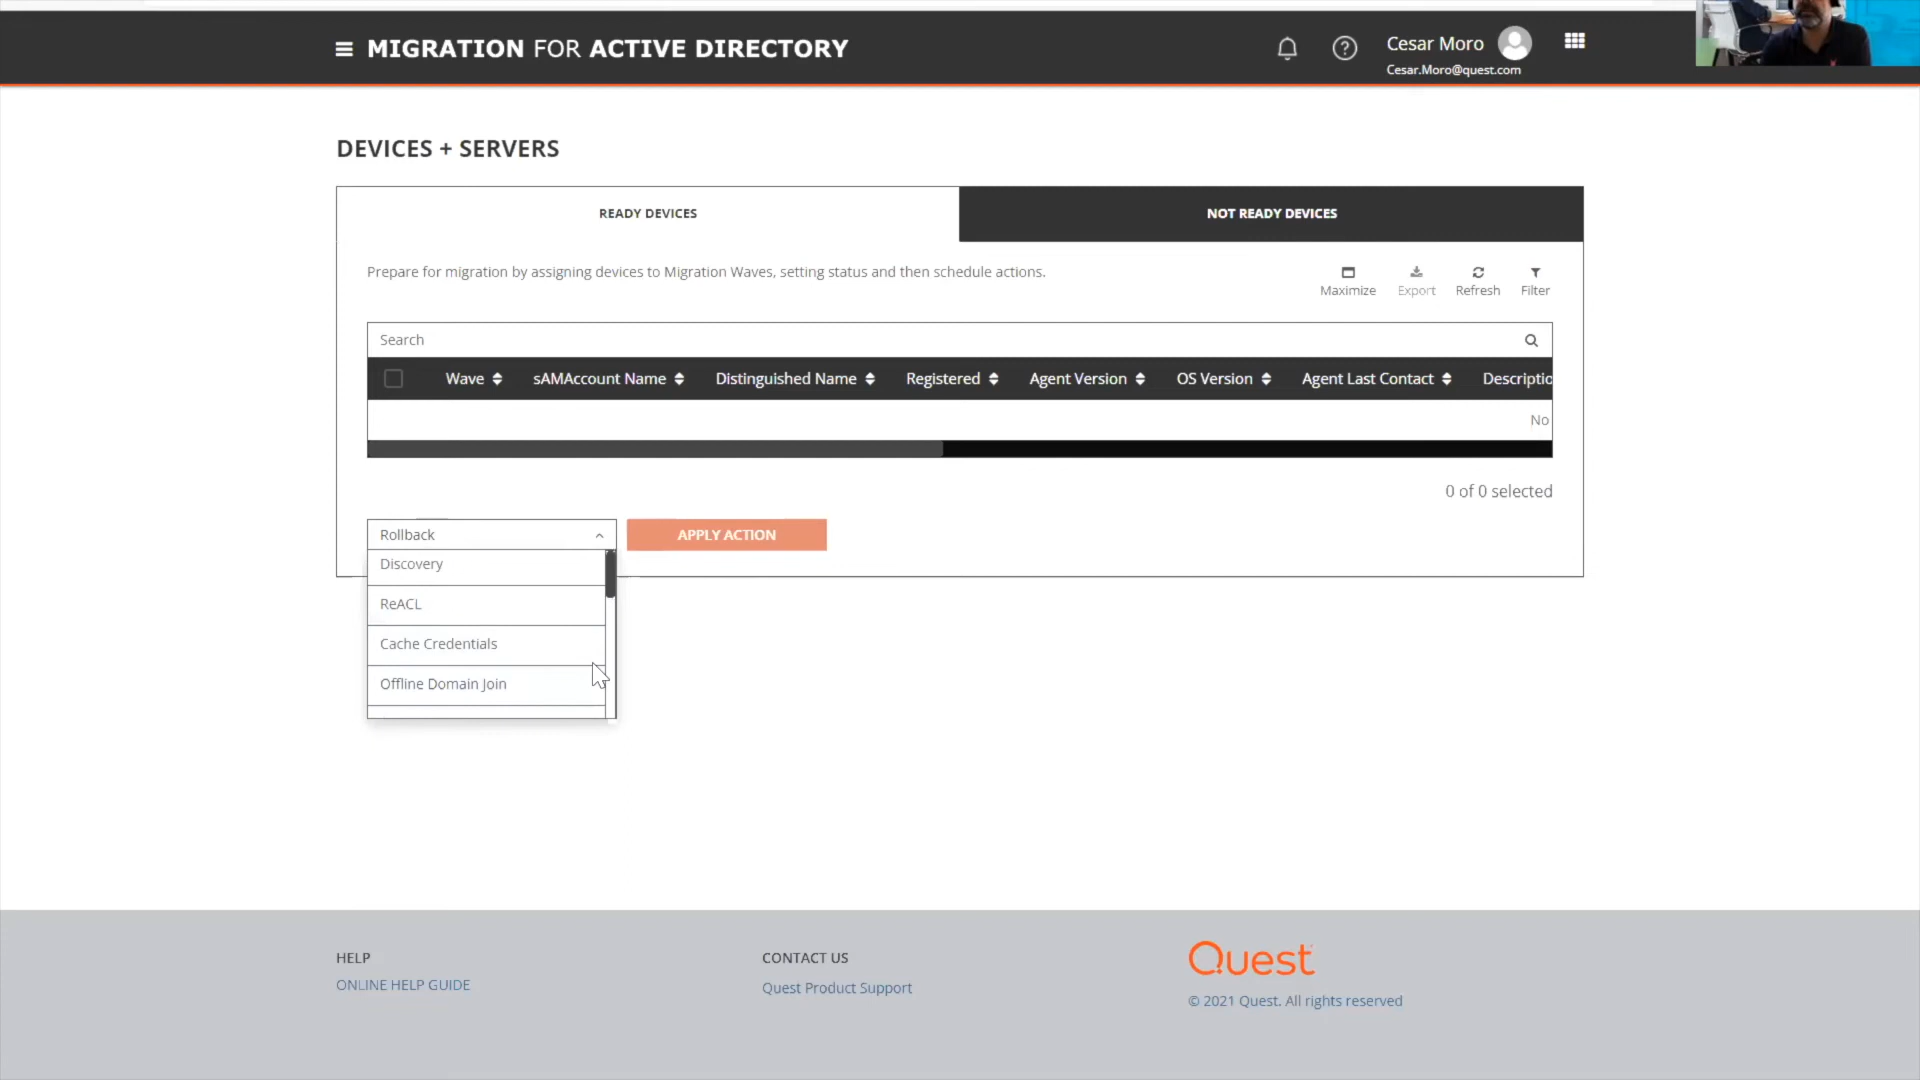 MIGRATION FOR ACTIVE DIRECTORY
Cesar Moro
Cesar.Moro@quest.com
DEVICES + SERVERS
READY DEVICES
NOT READY DEVICES
Prepare for migration by assigning devices to Migration Waves, setting status and then schedule actions.
Maximize
Export
Refresh
Filter
Search
Wave
sAMAccount Name
Distinguished Name
Registered
Agent Version
OS Version
Agent Last Contact
Descriptio
No
0 of 0 selected
Rollback
APPLY ACTION
Discovery
ReACL
Cache Credentials
Offline Domain Join
HELP
ONLINE HELP GUIDE
CONTACT US
Quest Product Support
Quest
© 2021 Quest. All rights reserved